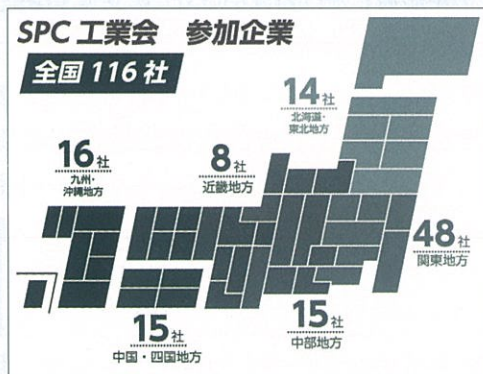 SPC 工業会 参加企業
全国 116 社
14社
北海道・
東北地方
16社
九州・
沖縄地方
8社
近畿地方
48社
関東地方
15社
中国・四国地方
15社
中部地方